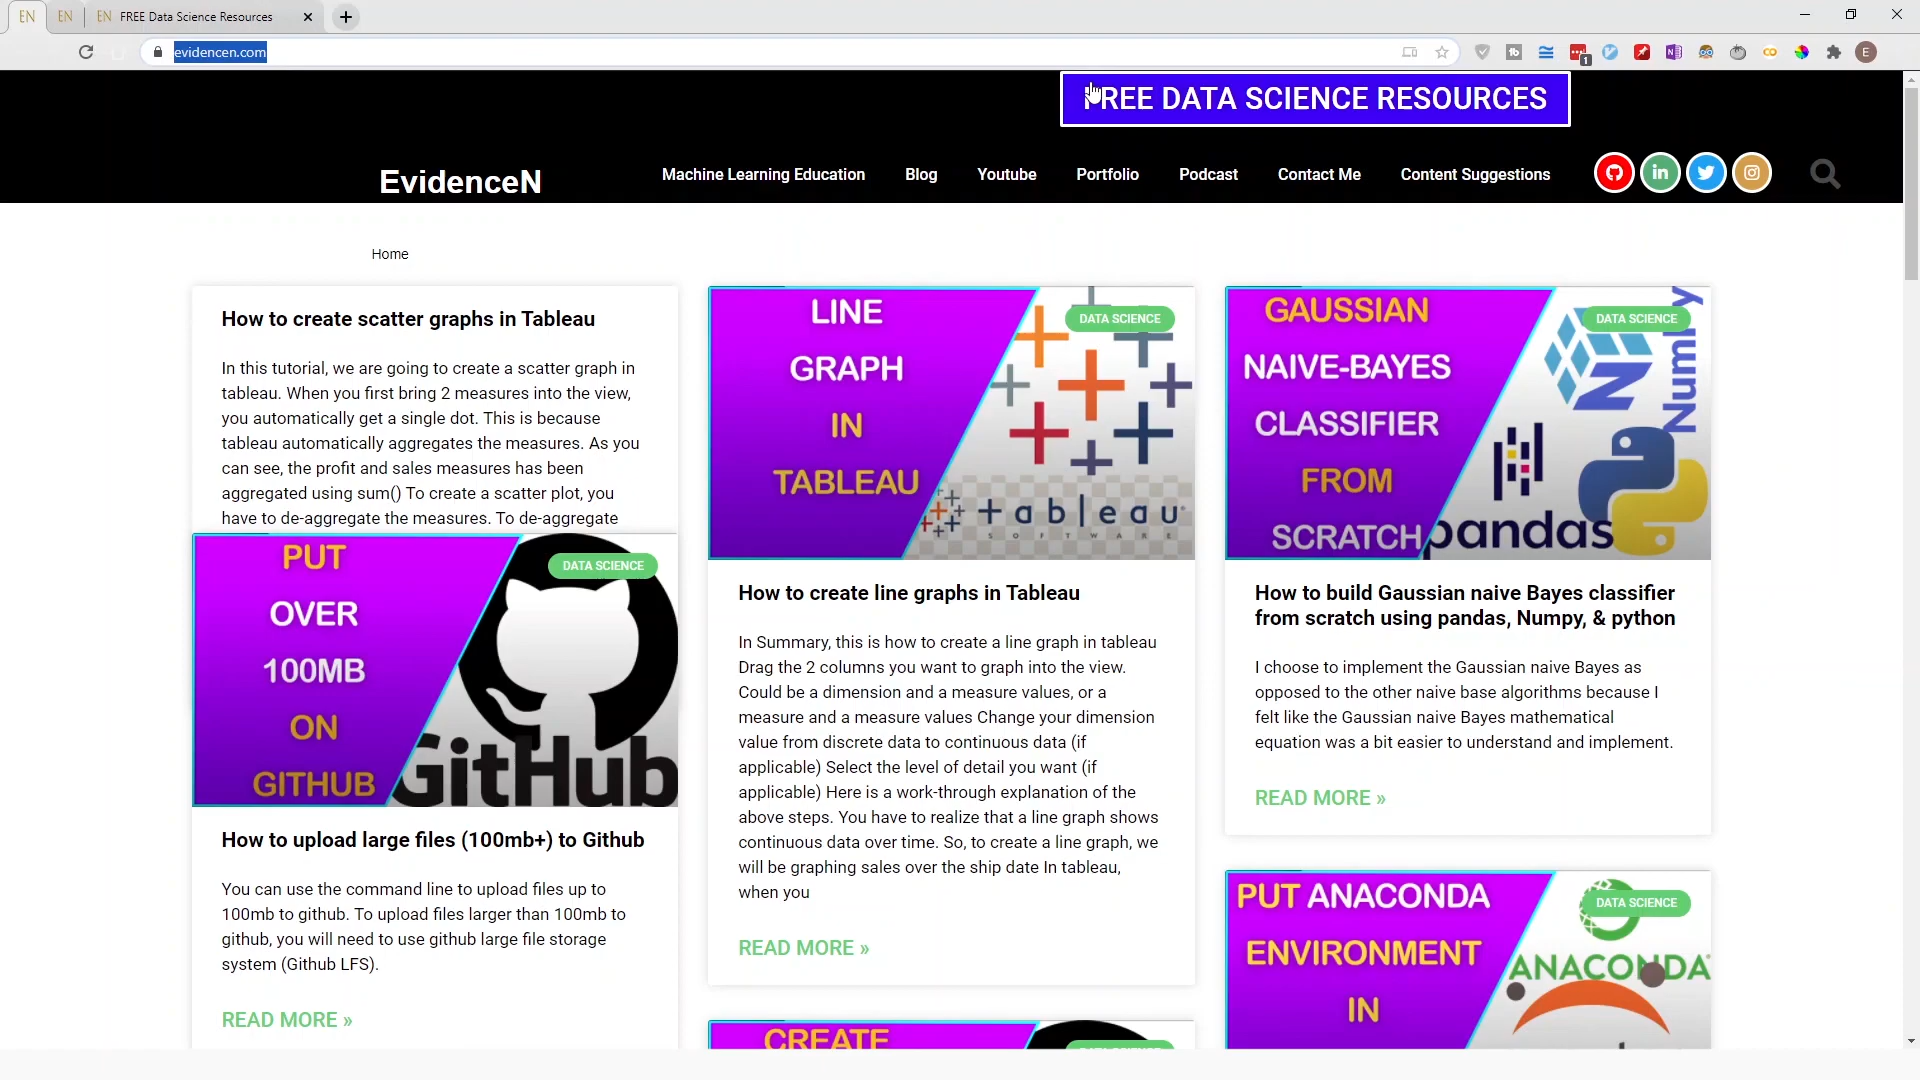 EN
EN
EN FREE Data Science Resources
evidencen.com
1
E
FREE DATA SCIENCE RESOURCES
EvidenceN
Machine Learning Education Blog Youtube Portfolio Podcast Contact Me Content Suggestions
Home
How to create scatter graphs in Tableau
In this tutorial, we are going to create a scatter graph in
tableau. When you first bring 2 measures into the view,
you automatically get a single dot. This is because
tableau automatically aggregates the measures. As you
can see, the profit and sales measures has been
aggregated using sum() To create a scatter plot, you
have to de-aggregate the measures. To de-aggregate
PUT
OVER
100MB
ON
GITHUB
DATA SCIENCE
GitHub
How to upload large files (100mb+) to Github
You can use the command line to upload files up to
100mb to github. To upload files larger than 100mb to
github, you will need to use github large file storage
system (Github LFS).
READ MORE »
LINE
GRAPH
IN
TABLEAU
DATA SCIENCE
+ableau
SOFTWARE
How to create line graphs in Tableau
In Summary, this is how to create a line graph in tableau
Drag the 2 columns you want to graph into the view.
Could be a dimension and a measure values, or a
measure and a measure values Change your dimension
value from discrete data to continuous data (if
applicable) Select the level of detail you want (if
applicable) Here is a work-through explanation of the
above steps. You have to realize that a line graph shows
continuous data over time. So, to create a line graph, we
will be graphing sales over the ship date In tableau,
when you
READ MORE »
CREATE
GAUSSIAN
NAIVE-BAYES
CLASSIFIER
FROM
SCRATCH
DATA SCIENCE
NumPy
pandas
How to build Gaussian naive Bayes classifier
from scratch using pandas, Numpy, & python
I choose to implement the Gaussian naive Bayes as
opposed to the other naive base algorithms because I
felt like the Gaussian naive Bayes mathematical
equation was a bit easier to understand and implement.
READ MORE »
PUT ANACONDA
ENVIRONMENT
IN
DATA SCIENCE
ANACONDA